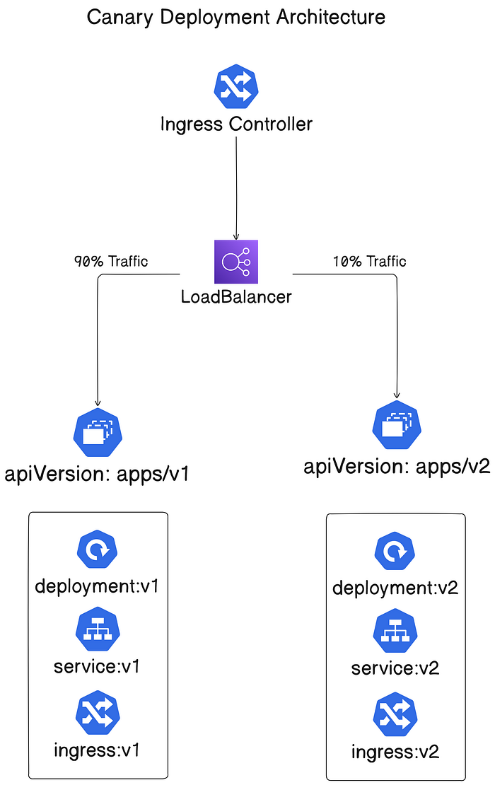 Canary Deployment Architecture
Ingress Controller
90% Traffic
10% Traffic
LoadBalancer
apiVersion: apps/v1
apiVersion: apps/v2
deployment:v1
service:v1
ingress:v1
deployment:v2
service:v2
ingress:v2